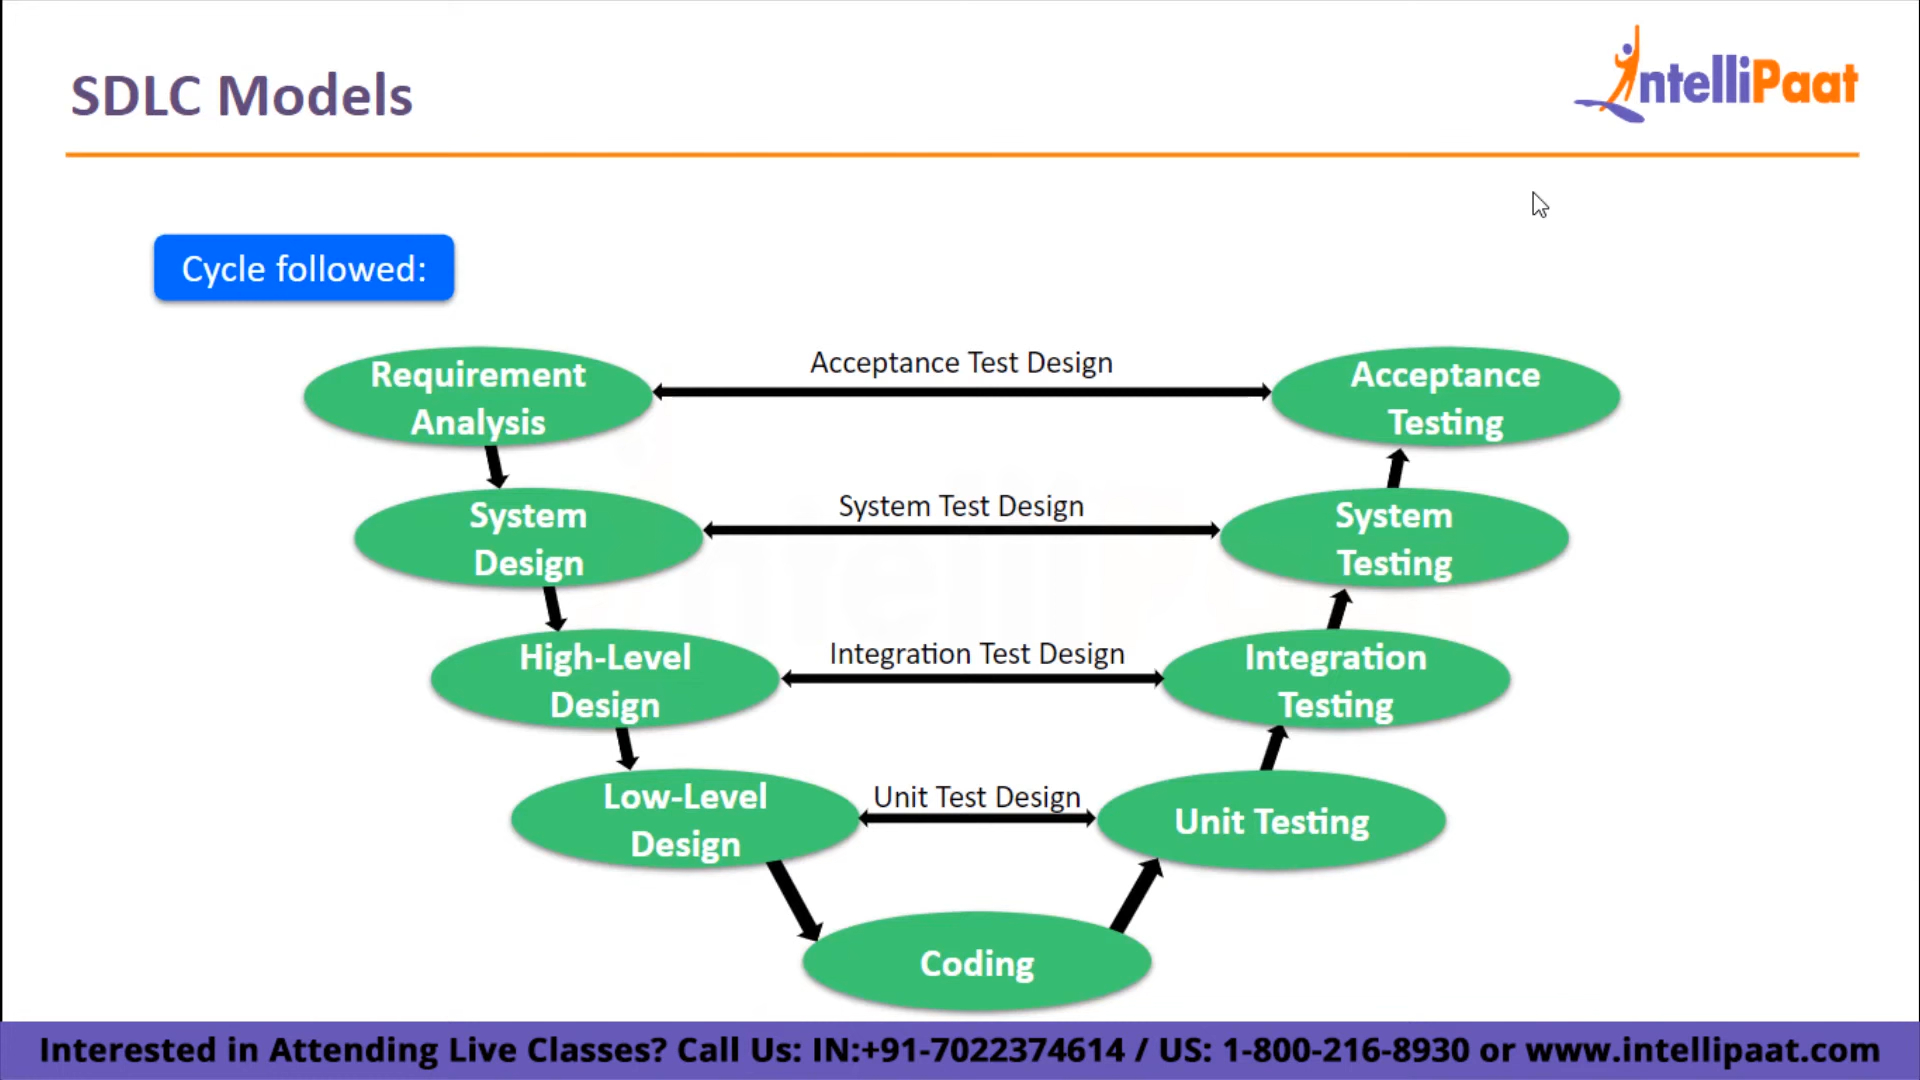 SDLC Models
IntelliPaat
Cycle followed:
Requirement
Analysis
Acceptance Test Design
Acceptance
Testing
System
Design
System Test Design
System
Testing
High-Level
Design
Integration Test Design
Integration
Testing
Low-Level
Design
Unit Test Design
Unit Testing
Coding
Interested in Attending Live Classes? Call Us: IN:+91-7022374614 / US: 1-800-216-8930 or www.intellipaat.com